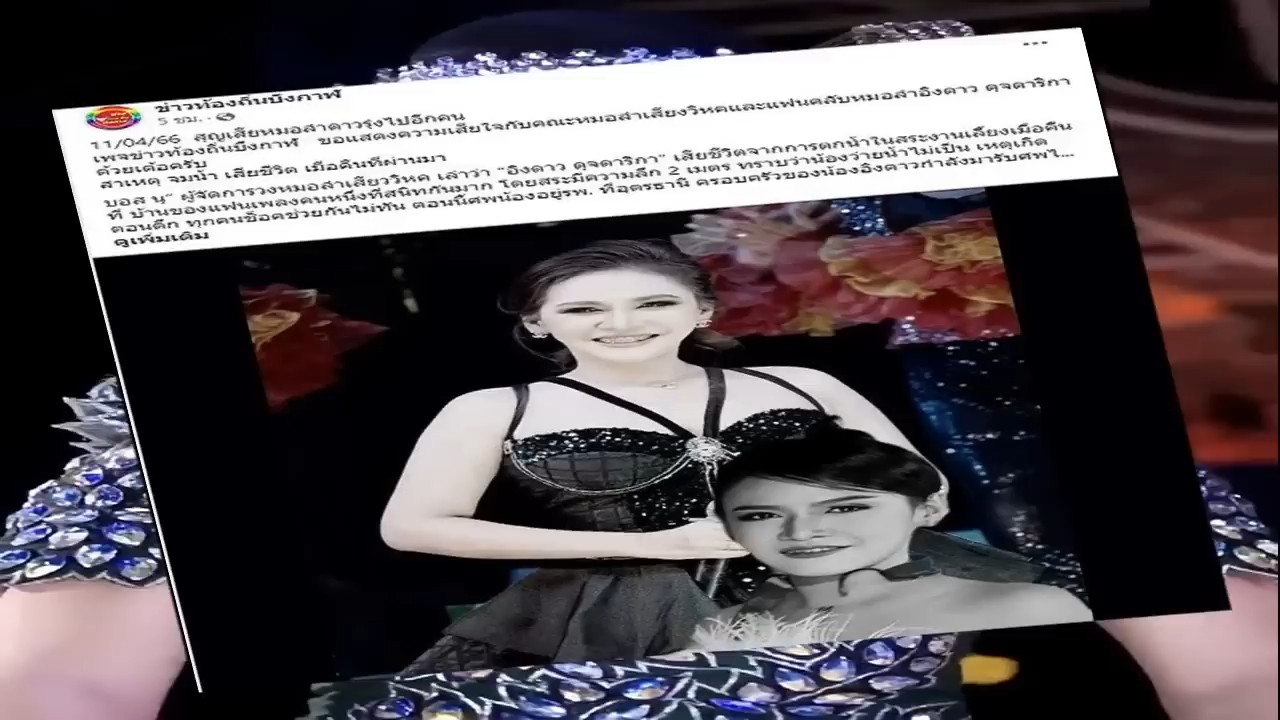 ข่าวท้องถิ่นบึงกาฬ
5 ชม.
11/04/66 สูญเสียหมอลำดาวรุ่งไปอีกคน
เพจข่าวท้องถิ่นบึงกาฬ ขอแสดงความเสียใจกับคณะหมอลำเสียงวิหคและแฟนคลับหมอลำอิงดาว ดุจดาริกา
ด้วยเด้อครับ
สาเหตุ จมน้ำ เสียชีวิต เมื่อคืนที่ผ่านมา
บอส นุ" ผู้จัดการวงหมอลำเสียววิหค เล่าว่า "อิงดาว ดุจดาริกา" เสียชีวิตจากการตกน้ำในสระงานเลี้ยงเมื่อคืน
ที่ บ้านของแฟนเพลงคนหนึ่งที่สนิทกันมาก โดยสระมีความลึก 2 เมตร ทราบว่าน้องว่ายน้ำไม่เป็น เหตุเกิด
ตอนดึก ทุกคนช็อคช่วยกันไม่ทัน ตอนนี้ศพน้องอยู่รพ. ที่อุดรธานี ครอบครัวของน้องอิงดาวกำลังมารับศพไ...
ดูเพิ่มเติม